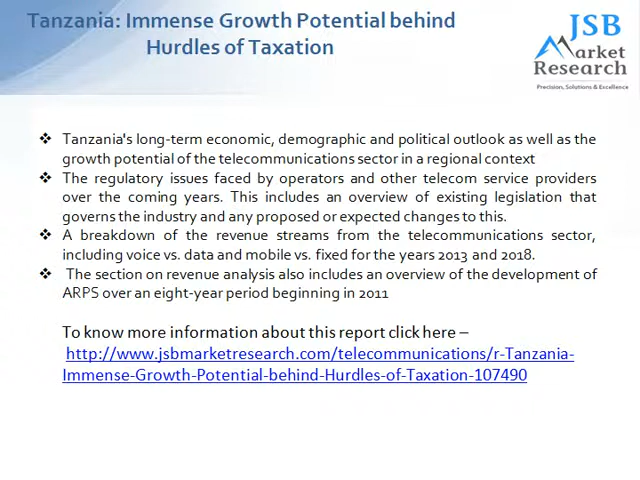 Tanzania: Immense Growth Potential behind
Hurdles of Taxation
JSB
Market
Research
Precision, Solutions & Excellence
❖ Tanzania's long-term economic, demographic and political outlook as well as the
growth potential of the telecommunications sector in a regional context
❖ The regulatory issues faced by operators and other telecom service providers
over the coming years. This includes an overview of existing legislation that
governs the industry and any proposed or expected changes to this.
❖ A breakdown of the revenue streams from the telecommunications sector,
including voice vs. data and mobile vs. fixed for the years 2013 and 2018.
❖ The section on revenue analysis also includes an overview of the development of
ARPS over an eight-year period beginning in 2011
To know more information about this report click here –
http://www.jsbmarketresearch.com/telecommunications/r-Tanzania-
Immense-Growth-Potential-behind-Hurdles-of-Taxation-107490